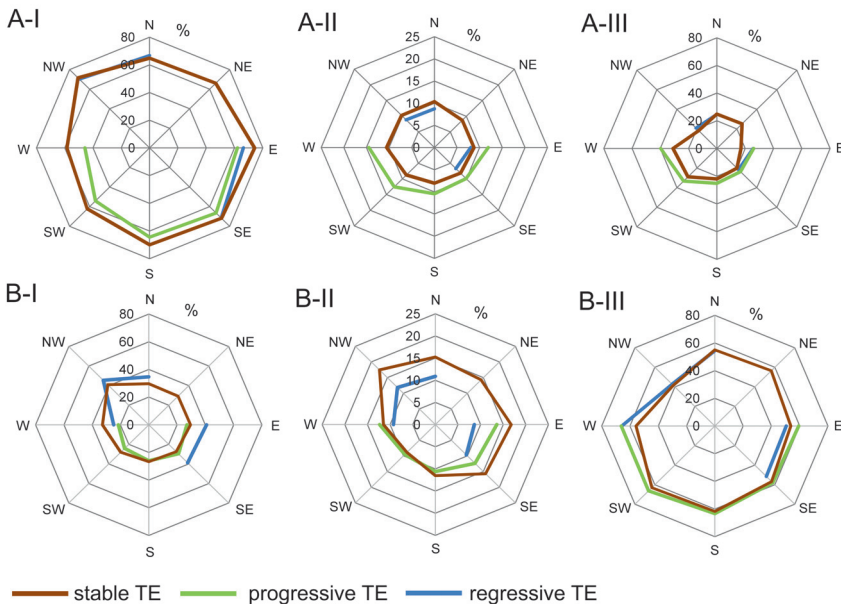 A-I
N
80
%
60
40
20
0
NW
NE
W
E
SW
SE
S
A-II
N
25
%
20
15
10
5
0
NW
NE
W
E
SW
SE
S
A-III
N
80
%
60
40
20
0
NW
NE
W
E
SW
SE
S
B-I
N
80
%
60
40
20
0
NW
NE
W
E
SW
SE
S
B-II
N
25
%
20
15
10
5
0
NW
NE
W
E
SW
SE
S
B-III
N
80
%
60
40
20
0
NW
NE
W
E
SW
SE
S
stable TE progressive TE regressive TE